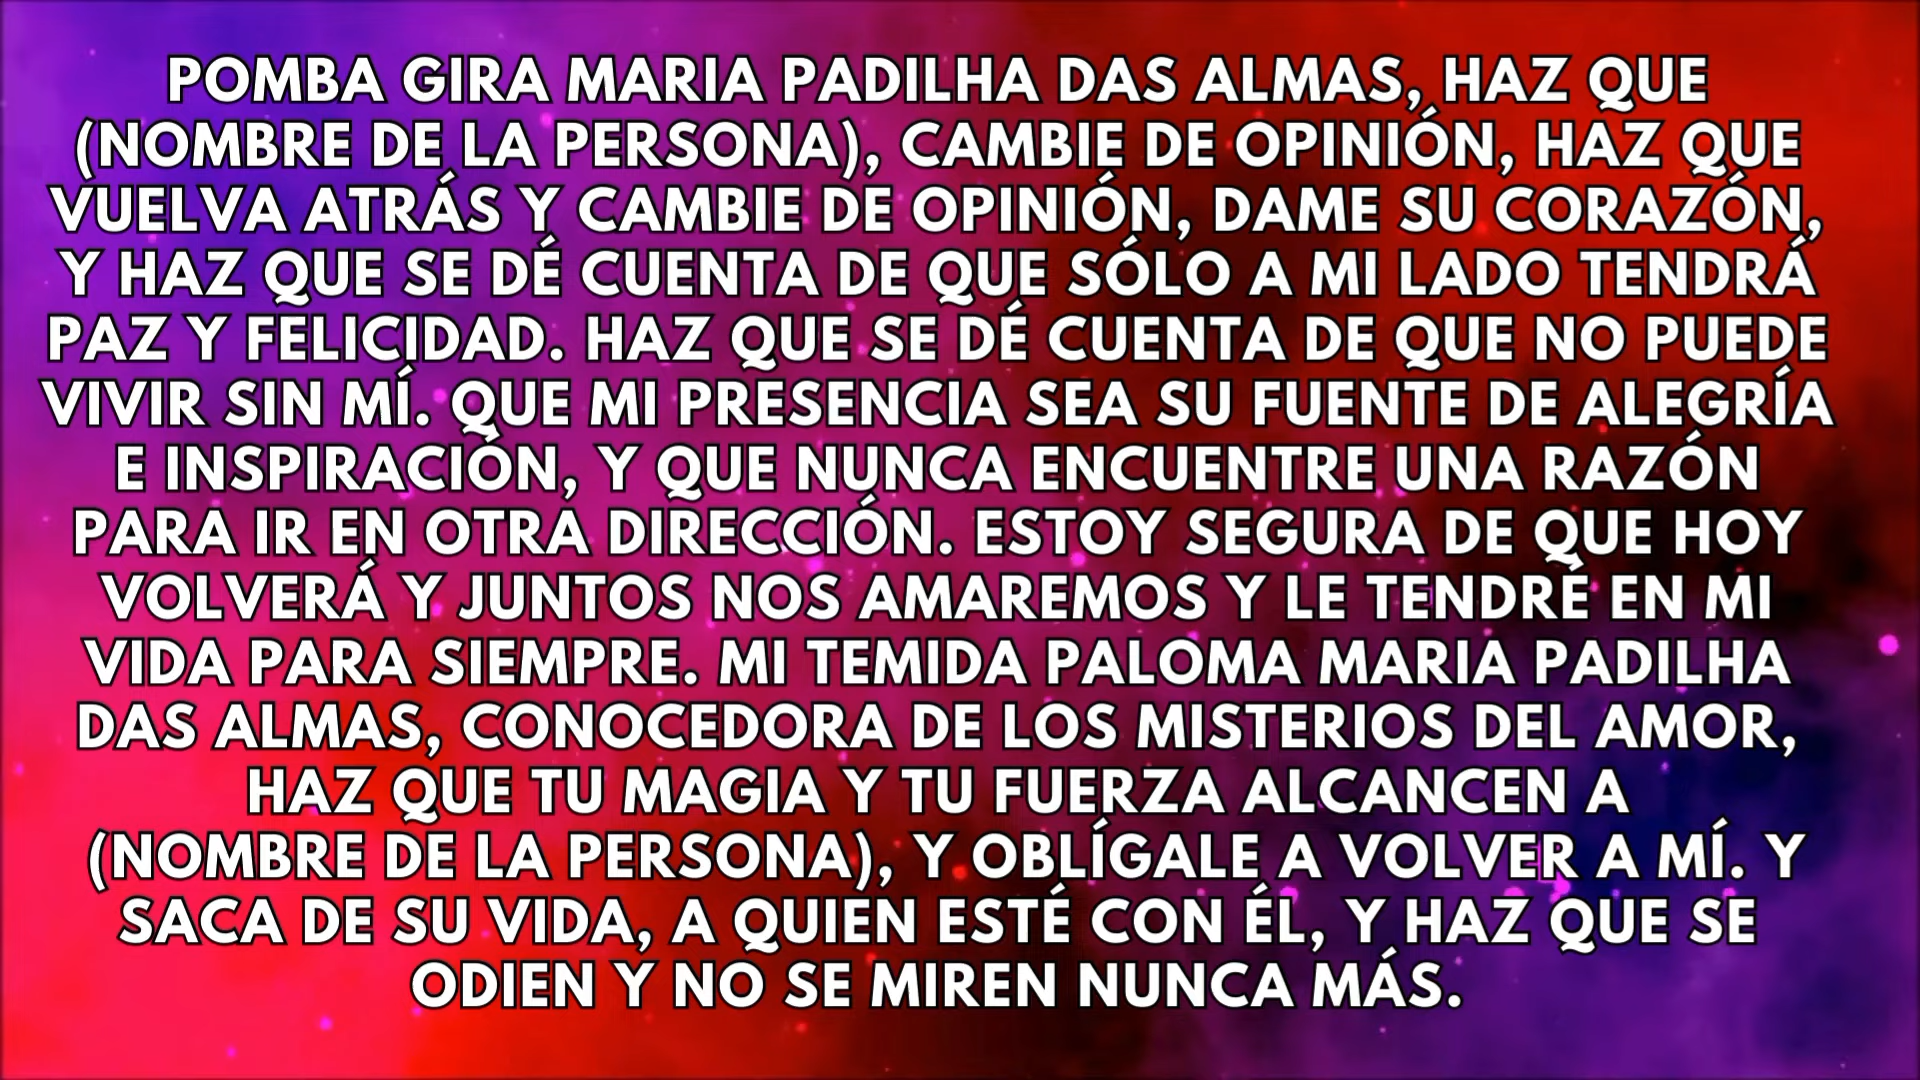 POMBA GIRA MARIA PADILHA DAS ALMAS, HAZ QUE
(NOMBRE DE LA PERSONA), CAMBIE DE OPINIÓN, HAZ QUE
VUELVA ATRÁS Y CAMBIE DE OPINIÓN, DAME SU CORAZÓN,
Y HAZ QUE SE DÉ CUENTA DE QUE SÓLO A MI LADO TENDRÁ
PAZ Y FELICIDAD. HAZ QUE SE DÉ CUENTA DE QUE NO PUEDE
VIVIR SIN MÍ. QUE MI PRESENCIA SEA SU FUENTE DE ALEGRÍA
E INSPIRACIÓN, Y QUE NUNCA ENCUENTRE UNA RAZÓN
PARA IR EN OTRA DIRECCIÓN. ESTOY SEGURA DE QUE HOY
VOLVERÁ Y JUNTOS NOS AMAREMOS Y LE TENDRÉ EN MI
VIDA PARA SIEMPRE. MI TEMIDA PALOMA MARIA PADILHA
DAS ALMAS, CONOCEDORA DE LOS MISTERIOS DEL AMOR,
HAZ QUE TU MAGIA Y TU FUERZA ALCANCEN A
(NOMBRE DE LA PERSONA), Y OBLÍGALE A VOLVER A MÍ. Y
SACA DE SU VIDA, A QUIEN ESTÉ CON ÉL, Y HAZ QUE SE
ODIEN Y NO SE MIREN NUNCA MÁS.